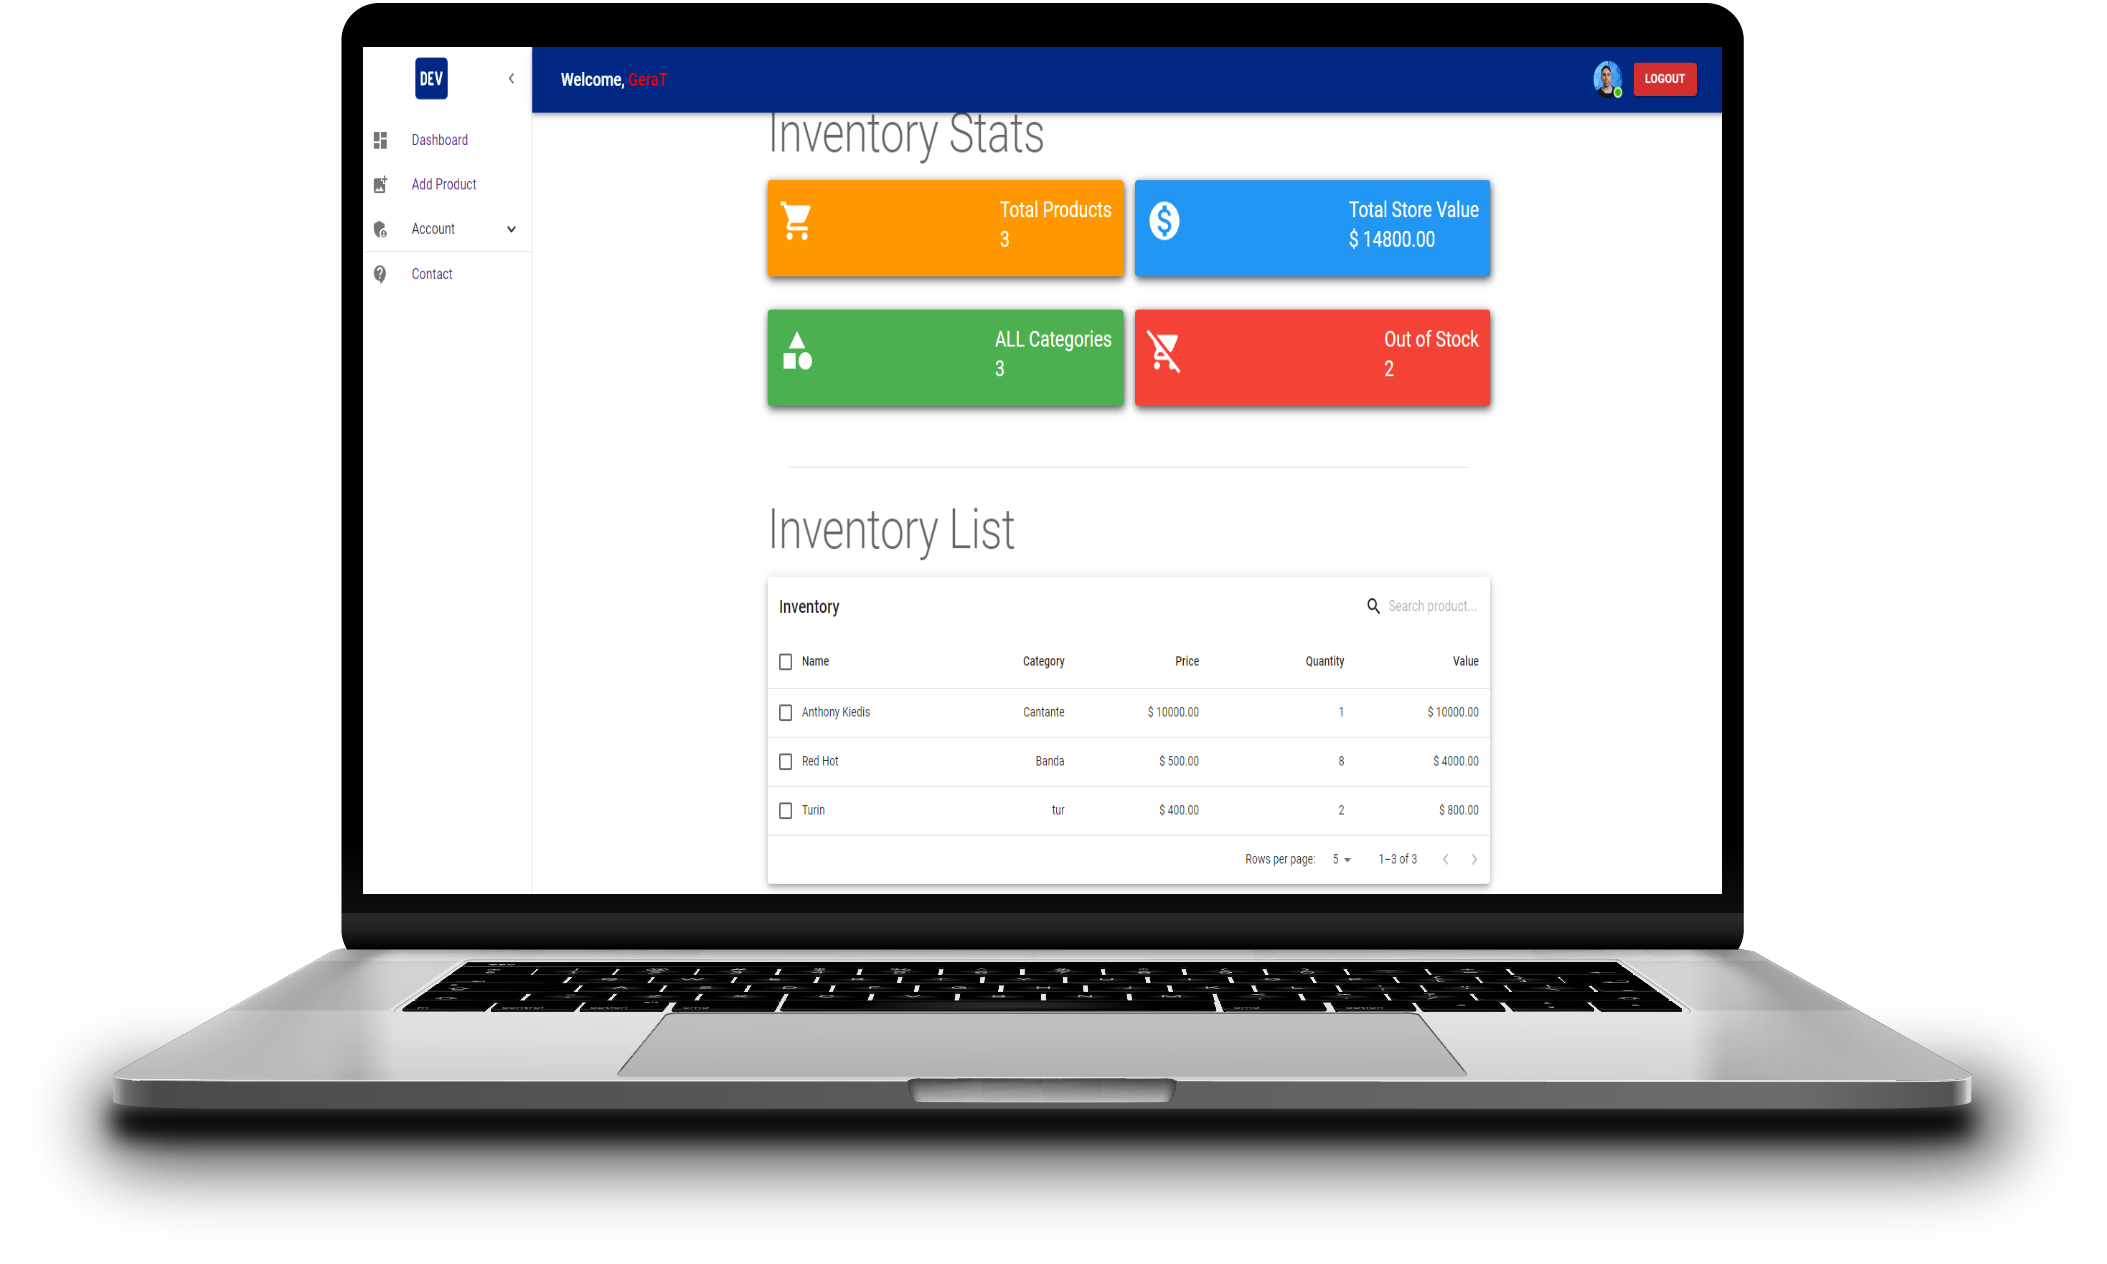 DEV
Welcome, GeraT
LOGOUT
Dashboard
Add Product
Account
Contact
Inventory Stats
Total Products
3
Total Store Value
$ 14800.00
ALL Categories
3
Out of Stock
2
Inventory List
Inventory
Search product...
Name Category Price Quantity Value
Anthony Kiedis Cantante $ 10000.00 1 $ 10000.00
Red Hot Banda $ 500.00 8 $ 4000.00
Turin tur $ 400.00 2 $ 800.00
Rows per page: 5 1–3 of 3